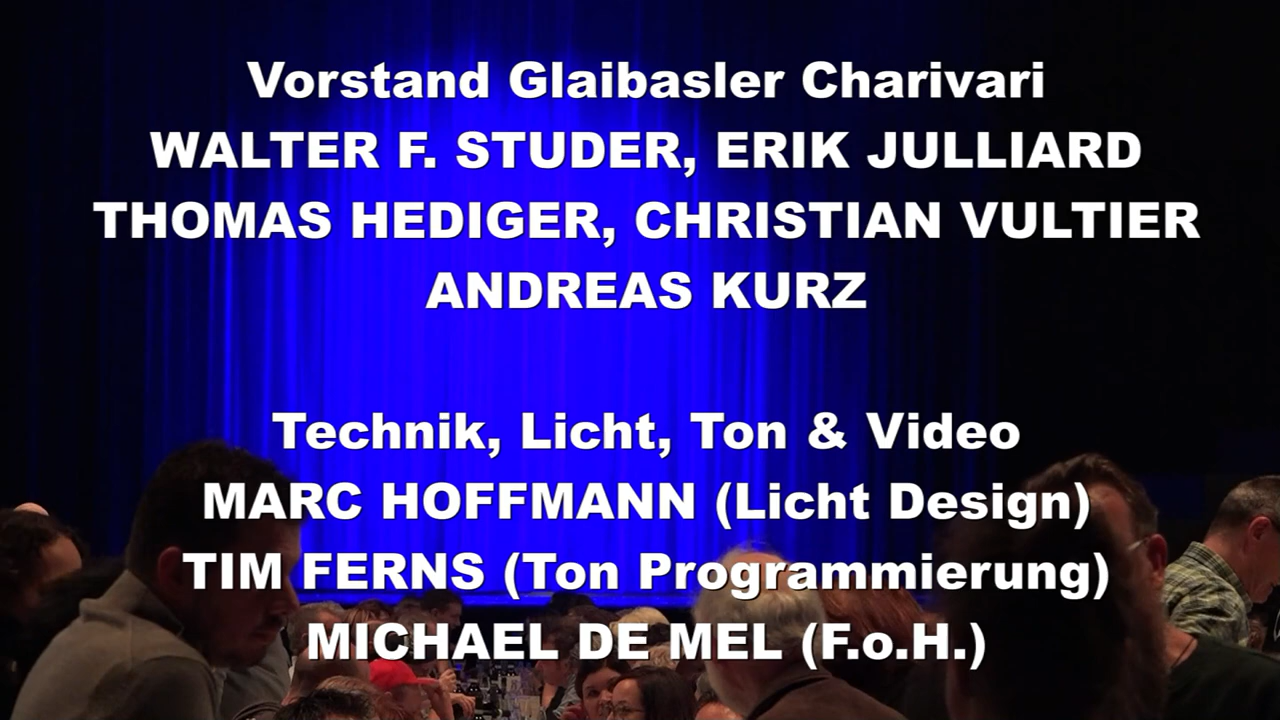 Vorstand Glaibasler Charivari
WALTER F. STUDER, ERIK JULLIARD
THOMAS HEDIGER, CHRISTIAN VULTIER
ANDREAS KURZ
Technik, Licht, Ton & Video
MARC HOFFMANN (Licht Design)
TIM FERNS (Ton Programmierung)
MICHAEL DE MEL (F.o.H.)